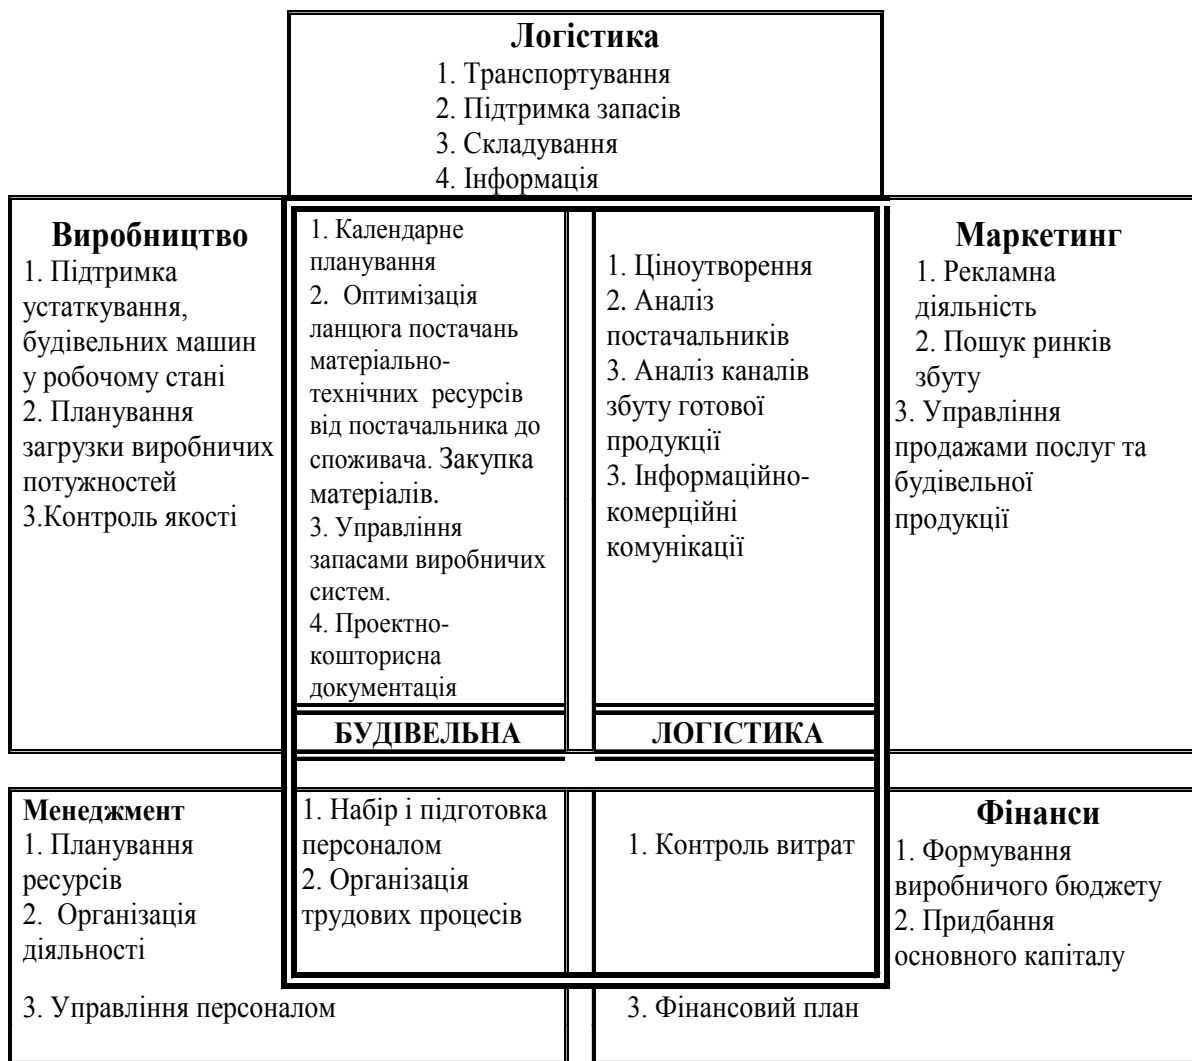 Логістика
1. Транспортування
2. Підтримка запасів
3. Складування
4. Інформація
Виробництво
1. Підтримка
устаткування,
будівельних машин
у робочому стані
2. Планування
загрузки виробничих
потужностей
3.Контроль якості
1. Календарне
планування
2. Оптимізація
ланцюга постачань
матеріально-
технічних ресурсів
від постачальника до
споживача. Закупка
матеріалів.
3. Управління
запасами виробничих
систем.
4. Проектно-
кошторисна
документація
1. Ціноутворення
2. Аналіз
постачальників
3. Аналіз каналів
збуту готової
продукції
3. Інформаційно-
комерційні
комунікації
Маркетинг
1. Рекламна
діяльність
2. Пошук ринків
збуту
3. Управління
продажами послуг та
будівельної
продукції
БУДІВЕЛЬНА ЛОГІСТИКА
Менеджмент
1. Планування
ресурсів
2. Організація
діяльності
3. Управління персоналом
1. Набір і підготовка
персоналом
2. Організація
трудових процесів
1. Контроль витрат
Фінанси
1. Формування
виробничого бюджету
2. Придбання
основного капіталу
3. Фінансовий план